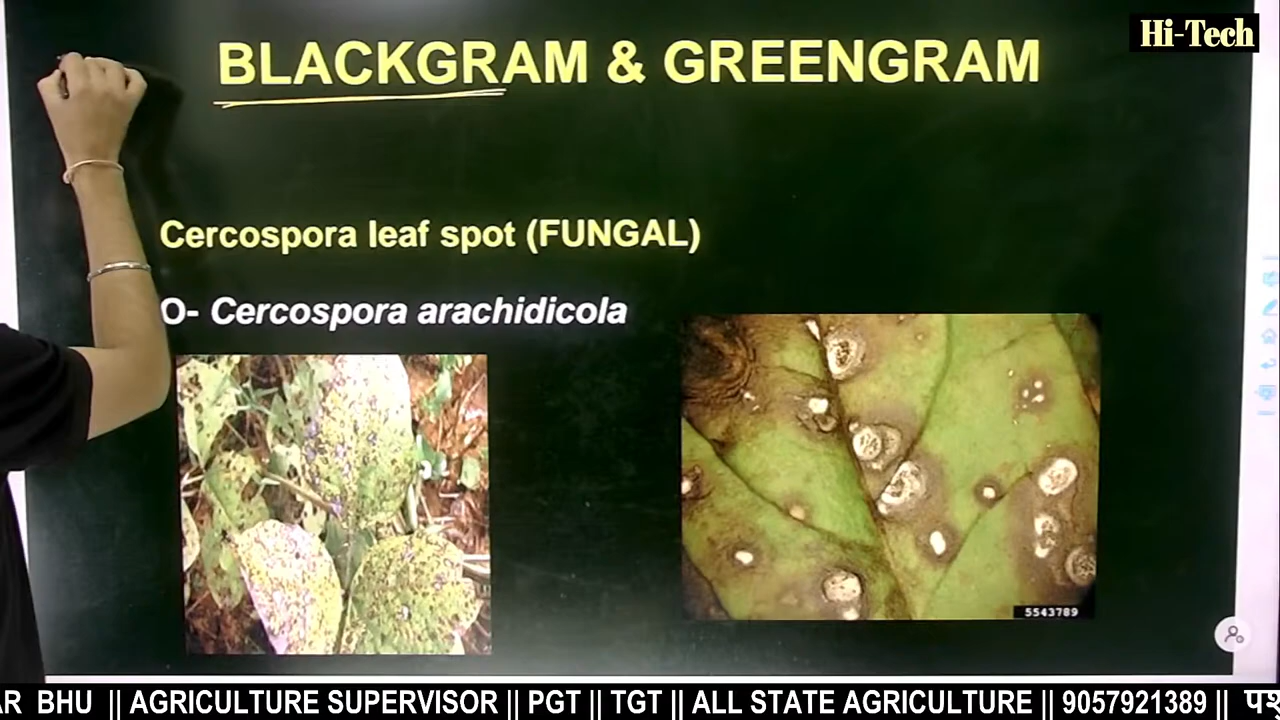 Hi-Tech
BLACKGRAM & GREENGRAM
Cercospora leaf spot (FUNGAL)
O- Cercospora arachidicola
5543789
AR BHU || AGRICULTURE SUPERVISOR || PGT || TGT || ALL STATE AGRICULTURE || 9057921389 ||